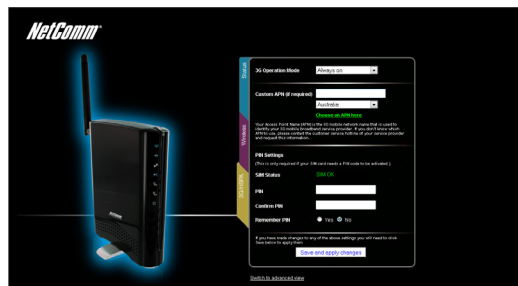 NetComm
Status
Wireless
3G Operation Mode
Always on
Custom APN (if required)
Australia
Choose an APN here
Your Access Point Name (APN) is the 3G mobile network name that is used to
identify your 3G mobile broadband service provider. If you don't know which
APN to use, please contact the customer service hotline of your service provider
and request this information.
PIN Settings
(This is only required if your SIM card needs a PIN code to be activated.)
SIM Status
SIM OK
PIN
Confirm PIN
Remember PIN
Yes
No
If you have made changes to any of the above settings you will need to click
Save below to apply them
Save and apply changes
Switch to advanced view